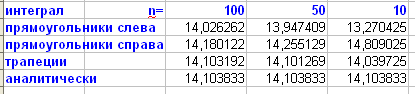 интеграл n= 100 50 10
прямоугольники слева 14,026262 13,947409 13,270425
прямоугольники справа 14,180122 14,255129 14,809025
трапеции 14,103192 14,101269 14,039725
аналитически 14,103833 14,103833 14,103833